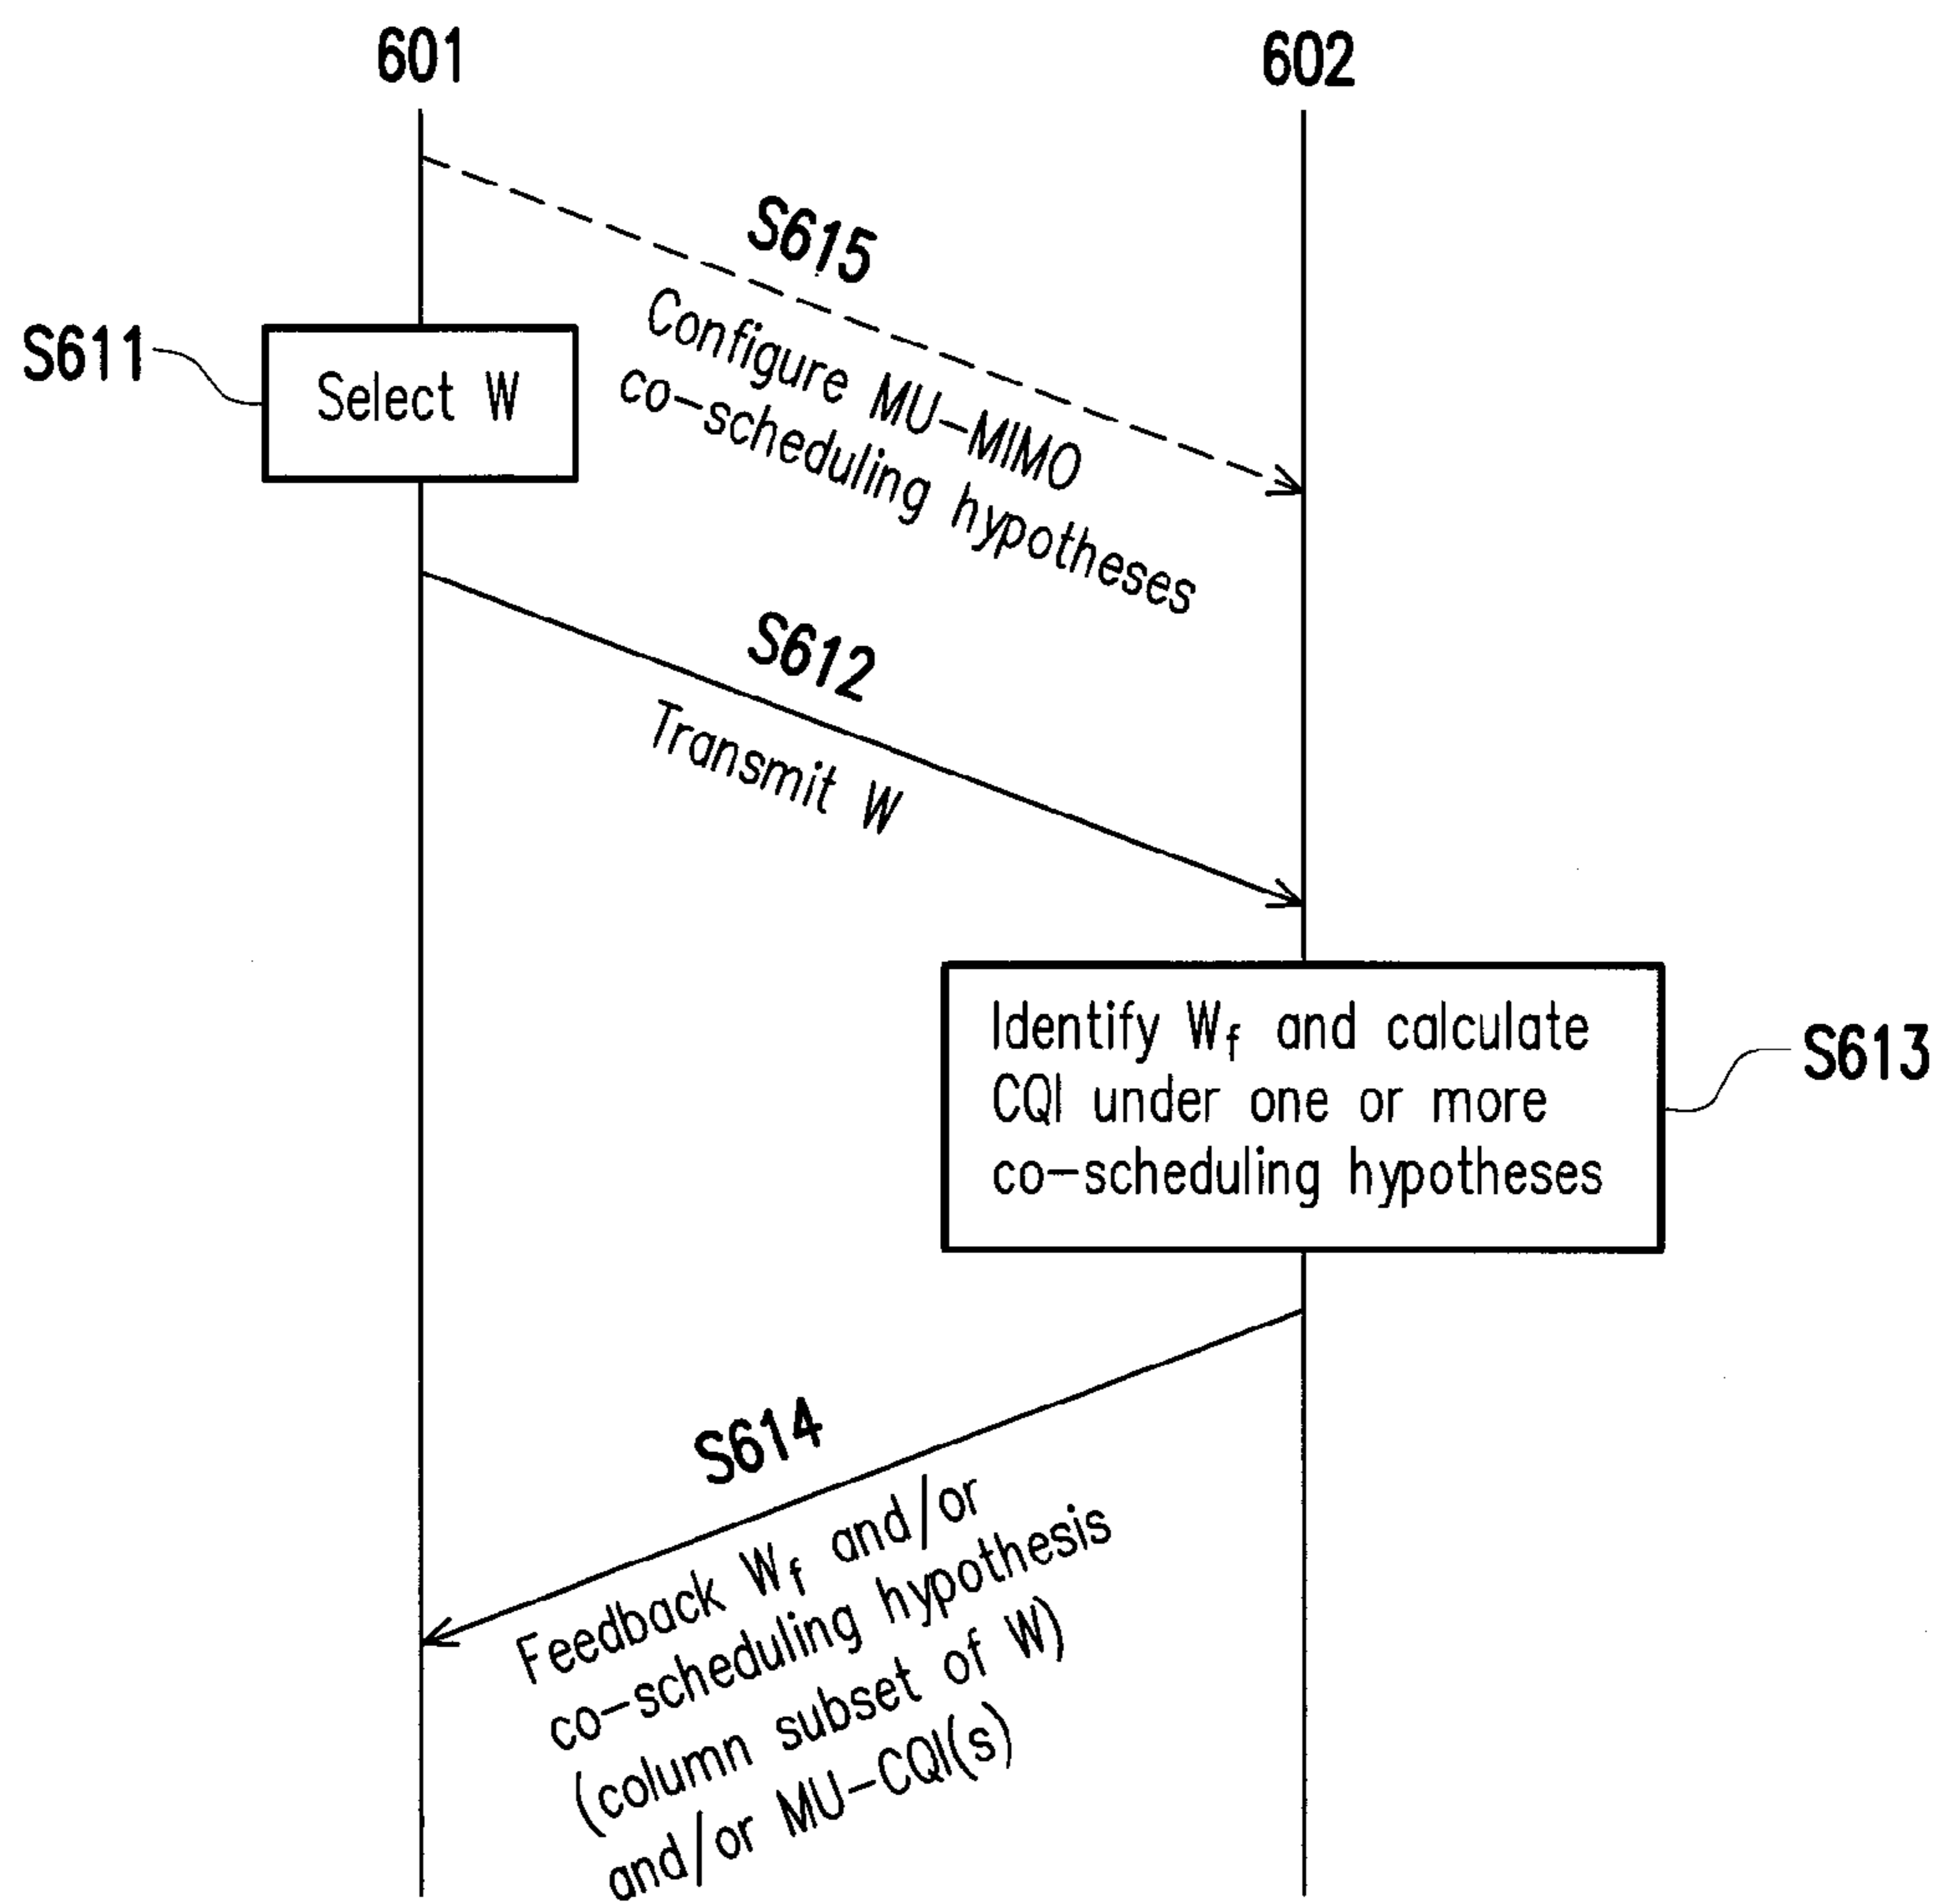 601
602
S615
Configure MU-MIMO
co-scheduling hypotheses
S611
Select W
S612
Transmit W
Identify Wf and calculate
CQI under one or more
co-scheduling hypotheses
S613
S614
Feedback Wf and/or
co-scheduling hypothesis
(column subset of W)
and/or MU-CQI(s)